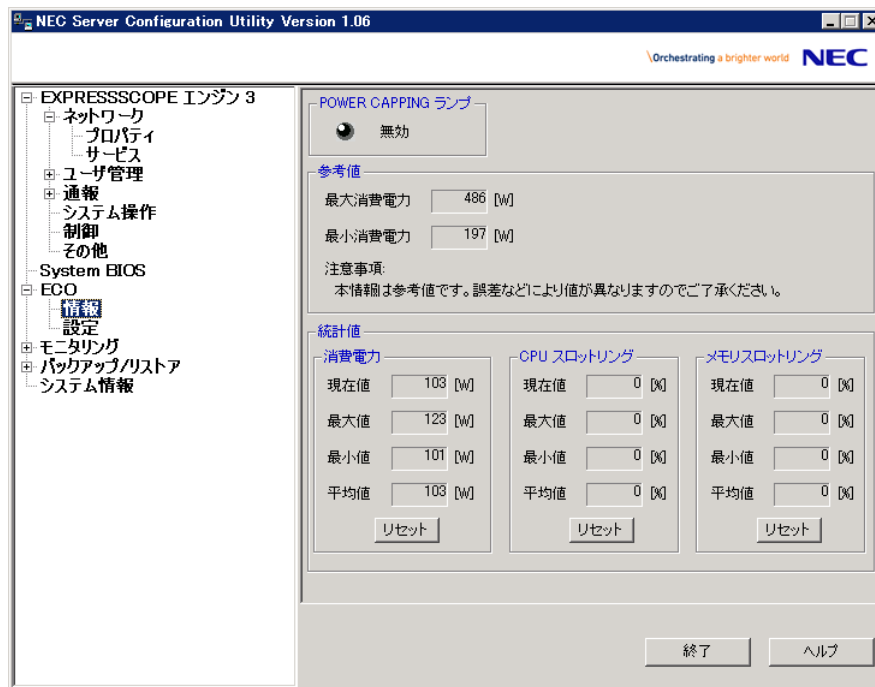 NEC Server Configuration Utility Version 1.06
\Orchestrating a brighter world NEC
EXPRESSSCOPE エンジン 3
ネットワーク
プロパティ
サービス
ユーザ管理
通報
システム操作
制御
その他
System BIOS
ECO
情報
設定
モニタリング
バックアップ/リストア
システム情報
POWER CAPPING ランプ
無効
参考値
最大消費電力 486 [W]
最小消費電力 197 [W]
注意事項:
本情報は参考値です。誤差などにより値が異なりますのでご了承ください。
統計値
消費電力
現在値 103 [W]
最大値 123 [W]
最小値 101 [W]
平均値 103 [W]
リセット
CPU スロットリング
現在値 0 [%]
最大値 0 [%]
最小値 0 [%]
平均値 0 [%]
リセット
メモリスロットリング
現在値 0 [%]
最大値 0 [%]
最小値 0 [%]
平均値 0 [%]
リセット
終了
ヘルプ